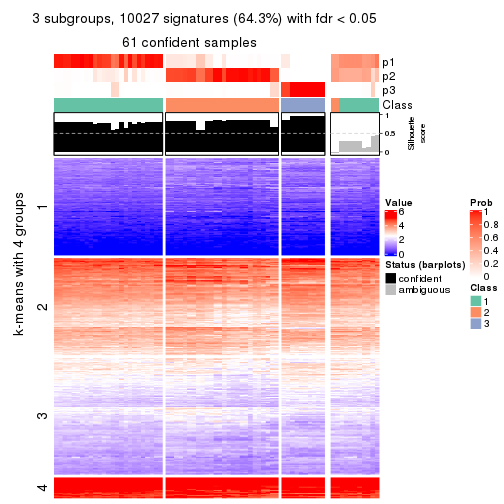 3 subgroups, 10027 signatures (64.3%) with fdr < 0.05
61 confident samples
p1
p2
p3
Class
1
0.5
0
Silhouette
score
k-means with 4 groups
1
2
3
4
Value
6
4
2
0
Status (barplots)
confident
ambiguous
Prob
1
0.8
0.6
0.4
0.2
0
Class
1
2
3